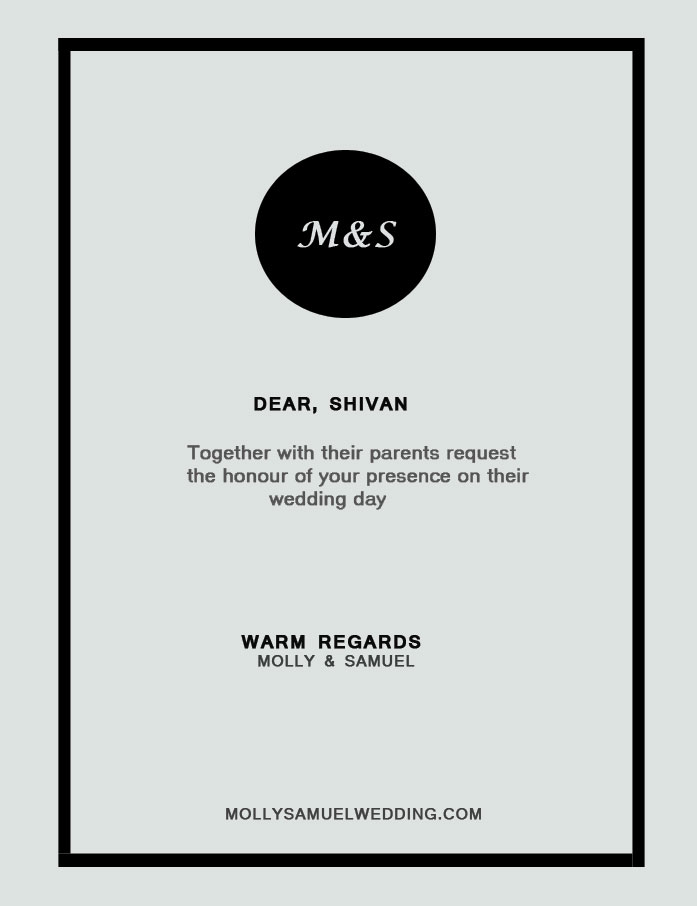 M&S
DEAR, SHIVAN
Together with their parents request
the honour of your presence on their
wedding day
WARM REGARDS
MOLLY & SAMUEL
MOLLYSAMUELWEDDING.COM